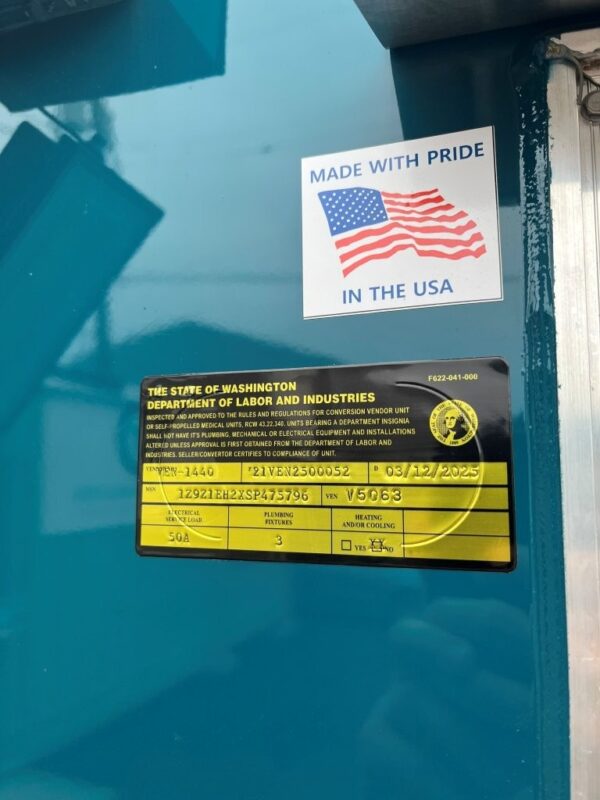 MADE WITH PRIDE
IN THE USA
F622-041-000
THE STATE OF WASHINGTON
DEPARTMENT OF LABOR AND INDUSTRIES
INSPECTED AND APPROVED TO THE RULES AND REGULATIONS FOR CONVERSION VENDOR UNIT
OR SELF-PROPELLED MEDICAL UNITS, RCW 43.22.340. UNITS BEARING A DEPARTMENT INSIGNIA
SHALL NOT HAVE IT'S PLUMBING, MECHANICAL OR ELECTRICAL EQUIPMENT AND INSTALLATIONS
ALTERED UNLESS APPROVAL IS FIRST OBTAINED FROM THE DEPARTMENT OF LABOR AND
INDUSTRIES. SELLER/CONVERTOR CERTIFIES TO COMPLIANCE OF UNIT.
-1440 21VEN2500052 D 03/12/2025
1Z9Z1EH2XSP475796 VEN V5063
ELECTRICAL SERVICE LOAD PLUMBING FIXTURES HEATING AND/OR COOLING
50A 3 YES XX NO